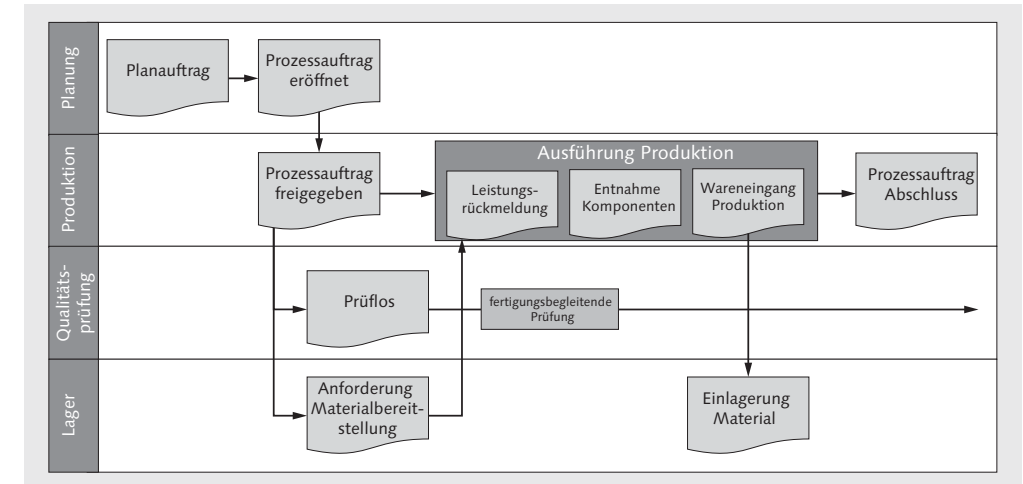 Planung
Planauftrag
Prozessauftrag
eröffnet
Produktion
Prozessauftrag
freigegeben
Ausführung Produktion
Leistungs-
rückmeldung
Entnahme
Komponenten
Wareneingang
Produktion
Prozessauftrag
Abschluss
Qualitäts-
prüfung
Prüflos
fertigungsbegleitende
Prüfung
Lager
Anforderung
Materialbereit-
stellung
Einlagerung
Material